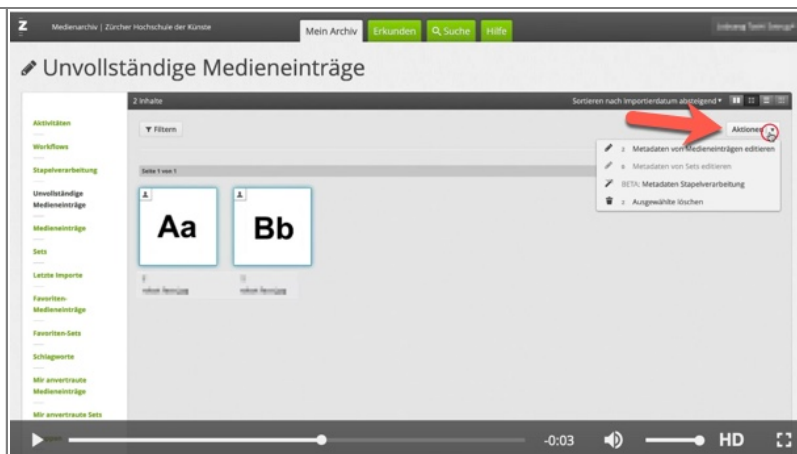 Z Medienarchiv | Zürcher Hochschule der Künste
Mein Archiv Erkunden Suche Hilfe
Unvollständige Medieneinträge
2 Inhalte Sortieren nach Importierdatum absteigend
Filtern Aktionen
Seite 1 von 1
2 Metadaten von Medieneinträgen editieren
Metadaten von Sets editieren
BETA: Metadaten Stapelverarbeitung
2 Ausgewählte löschen
Aktivitäten
Workflows
Stapelverarbeitung
Unvollständige
Medieneinträge
Medieneinträge
Sets
Letzte Importe
Favoriten-
Medieneinträge
Favoriten-Sets
Schlagworte
Mir anvertraute
Medieneinträge
Mir anvertraute Sets
Aa Bb
-0:03 HD